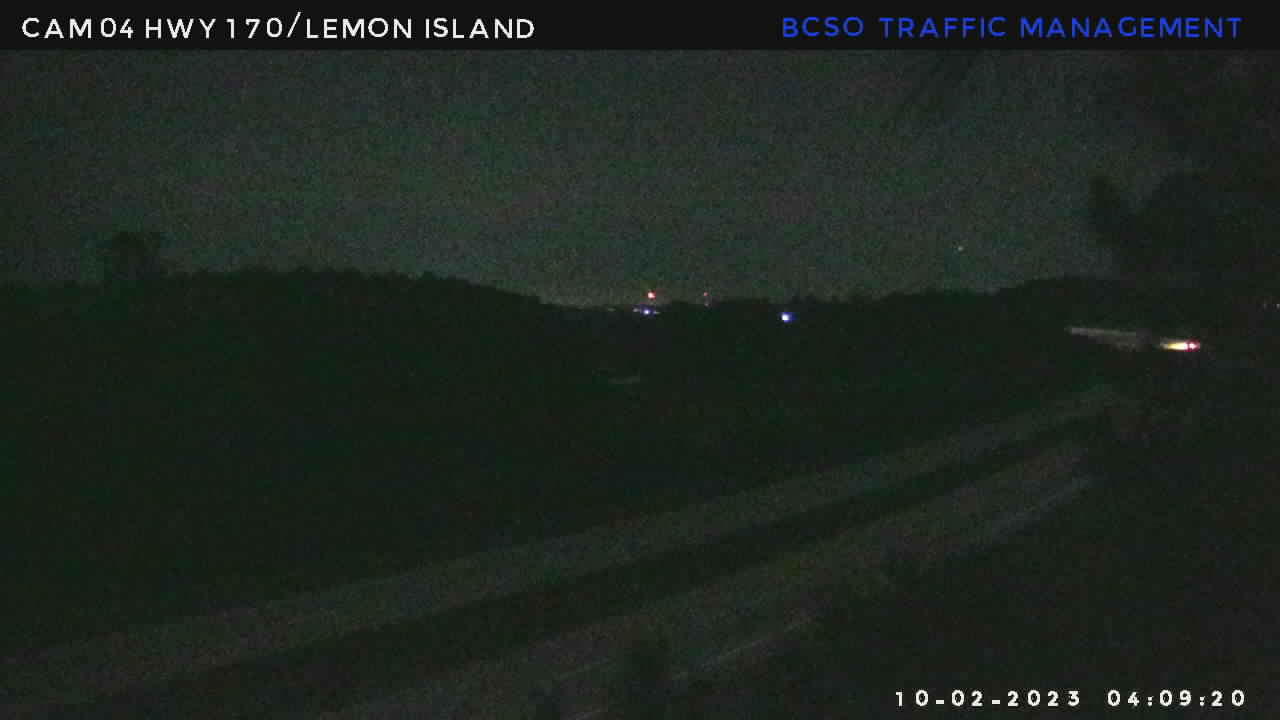 CAM04 HWY 170/LEMON ISLAND
BCSO TRAFFIC MANAGEMENT
10-02-2023 04:09:20